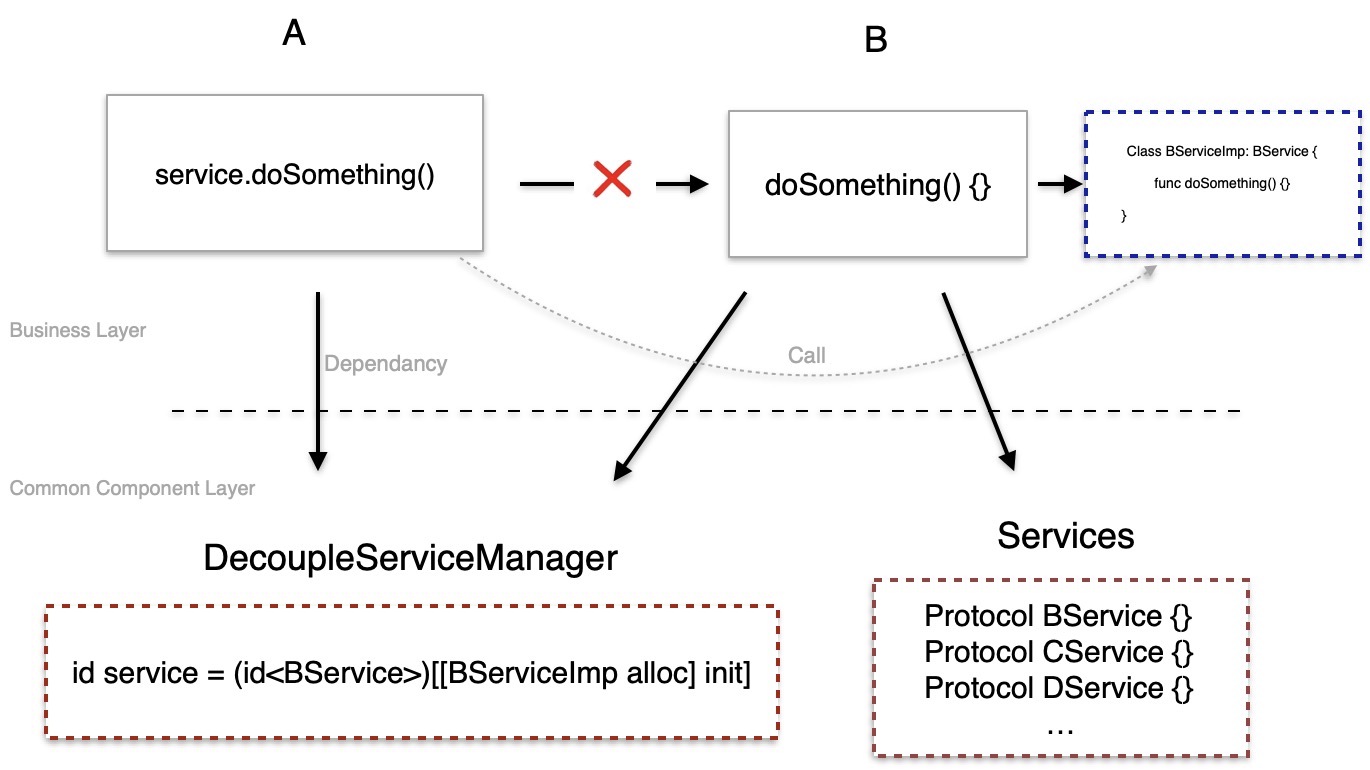 A
B
service.doSomething()
doSomething() {}
Class BServiceImp: BService {
func doSomething() {}
}
Business Layer
Dependancy
Call
Common Component Layer
DecoupleServiceManager
Services
id service = (id<BService>)[[BServiceImp alloc] init]
Protocol BService {}
Protocol CService {}
Protocol DService {}
...